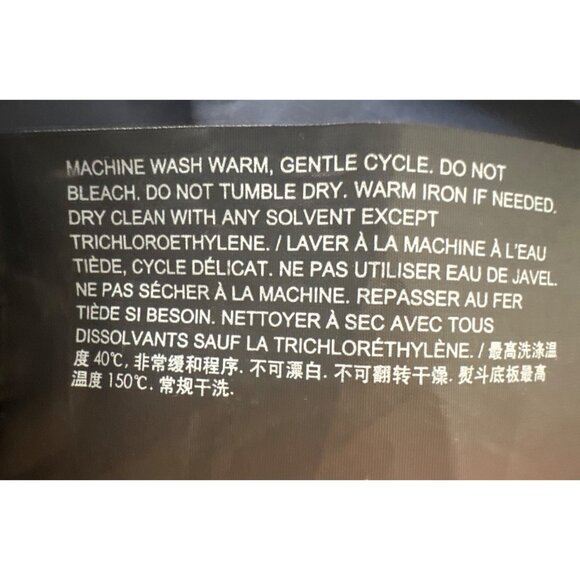 MACHINE WASH WARM, GENTLE CYCLE. DO NOT
BLEACH. DO NOT TUMBLE DRY. WARM IRON IF NEEDED.
DRY CLEAN WITH ANY SOLVENT EXCEPT
TRICHLOROETHYLENE. / LAVER À LA MACHINE À L'EAU
TIÈDE, CYCLE DÉLICAT. NE PAS UTILISER EAU DE JAVEL.
NE PAS SÉCHER À LA MACHINE. REPASSER AU FER
TIÈDE SI BESOIN. NETTOYER À SEC AVEC TOUS
DISSOLVANTS SAUF LA TRICHLORÉTHYLÈNE. / 最高洗涤温
度 40℃, 非常缓和程序. 不可漂白. 不可翻转干燥. 熨斗底板最高
温度 150℃. 常规干洗.